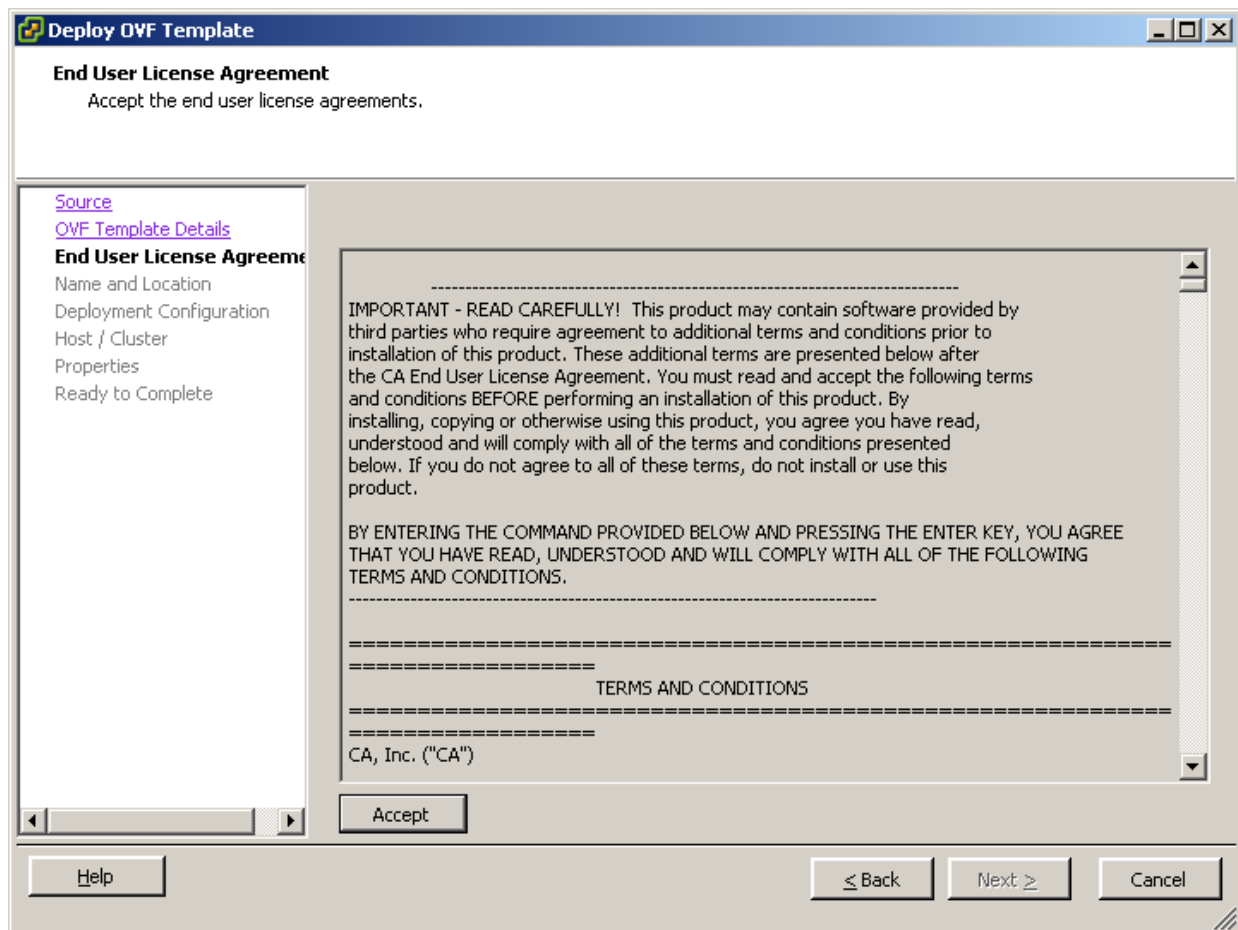 Deploy OVF Template
End User License Agreement
Accept the end user license agreements.
Source
OVF Template Details
End User License Agreeme
Name and Location
Deployment Configuration
Host / Cluster
Properties
Ready to Complete
------------------------------------------------------------------------------
IMPORTANT - READ CAREFULLY!  This product may contain software provided by
third parties who require agreement to additional terms and conditions prior to
installation of this product. These additional terms are presented below after
the CA End User License Agreement. You must read and accept the following terms
and conditions BEFORE performing an installation of this product. By
installing, copying or otherwise using this product, you agree you have read,
understood and will comply with all of the terms and conditions presented
below. If you do not agree to all of these terms, do not install or use this
product.
BY ENTERING THE COMMAND PROVIDED BELOW AND PRESSING THE ENTER KEY, YOU AGREE
THAT YOU HAVE READ, UNDERSTOOD AND WILL COMPLY WITH ALL OF THE FOLLOWING
TERMS AND CONDITIONS.
------------------------------------------------------------------------------
============================================================
==================
TERMS AND CONDITIONS
============================================================
==================
CA, Inc. ("CA")
Accept
Help
< Back
Next >
Cancel